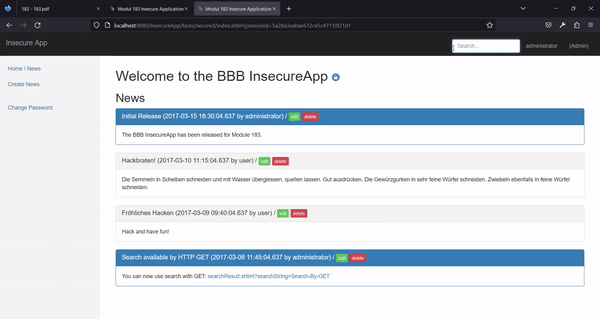 183 - 183.pdf
Modul 183 Insecure Application
Modul 183 Insecure Application
localhost:8080/InsecureApp/faces/secured/index.xhtml;jsessionid=5a28a3aabae612ce5c47110f21d1
Insecure App
Search...
administrator
(Admin)
Home / News
Create News
Change Password
Welcome to the BBB InsecureApp
News
Initial Release (2017-03-15 18:30:04.637 by administrator) / edit delete
The BBB InsecureApp has been released for Module 183.
Hackbraten! (2017-03-10 11:15:04.637 by user) / edit delete
Die Semmeln in Scheiben schneiden und mit Wasser übergiessen, quellen lassen. Gut ausdrücken. Die Gewürzgurken in sehr feine Würfel schneiden. Zwiebeln ebenfalls in feine Würfel
schneiden.
Fröhliches Hacken (2017-03-09 09:40:04.637 by user) / edit delete
Hack and have fun!
Search available by HTTP GET (2017-03-08 11:45:04.637 by administrator) / edit delete
You can now use search with GET: searchResult.xhtml?searchString=Search-By-GET